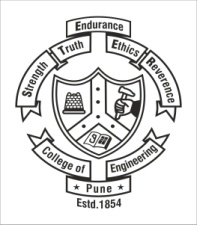 Endurance
Truth
Ethics
Strength
Reverence
College of
Engineering
★ Pune ★
Estd.1854